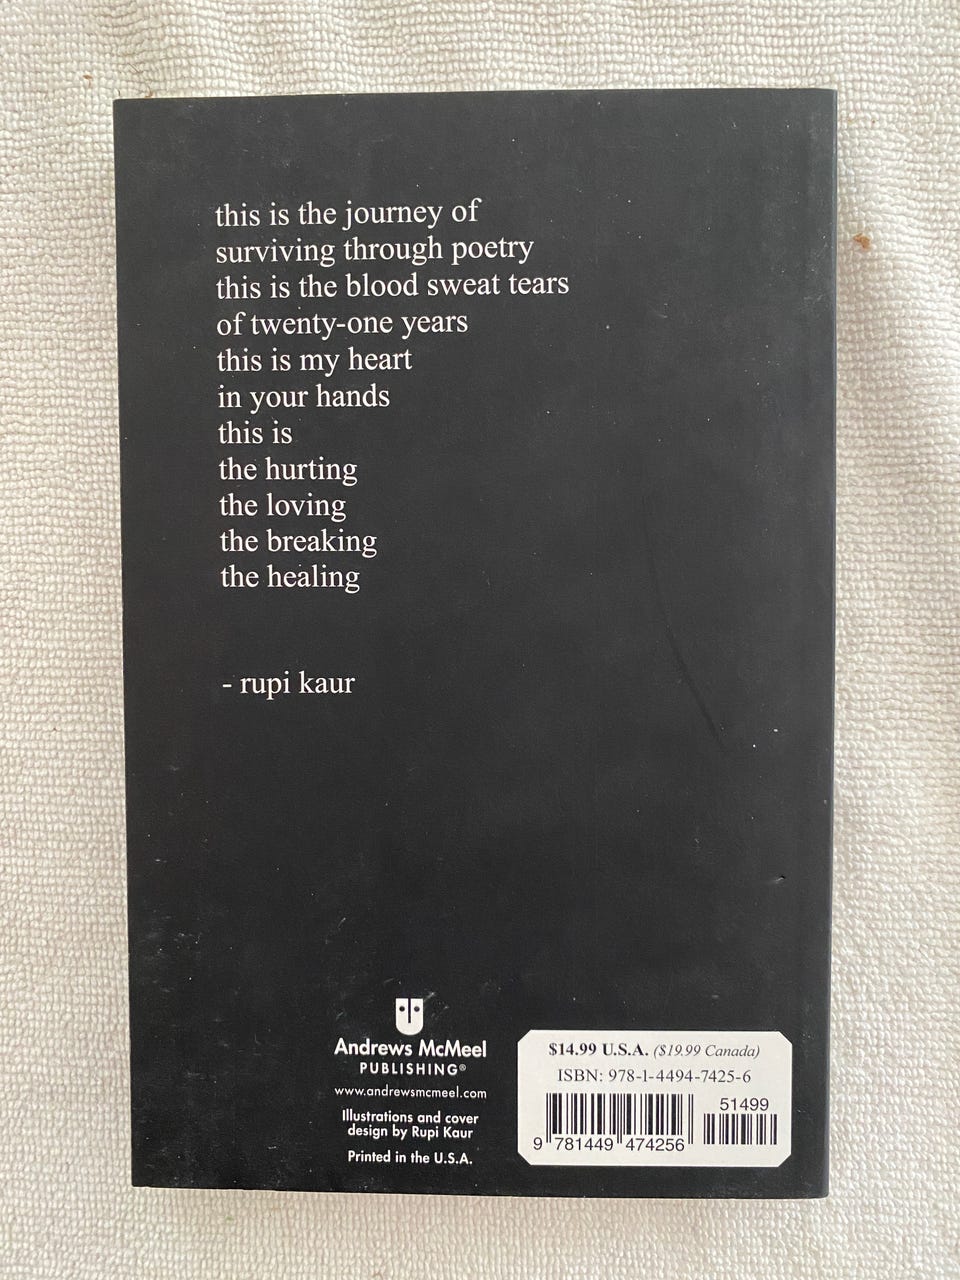 this is the journey of
surviving through poetry
this is the blood sweat tears
of twenty-one years
this is my heart
in your hands
this is
the hurting
the loving
the breaking
the healing
- rupi kaur
Andrews McMeel
PUBLISHING®
www.andrewsmcmeel.com
Illustrations and cover
design by Rupi Kaur
Printed in the U.S.A.
$14.99 U.S.A. ($19.99 Canada)
ISBN: 978-1-4494-7425-6
51499
9 781449 474256